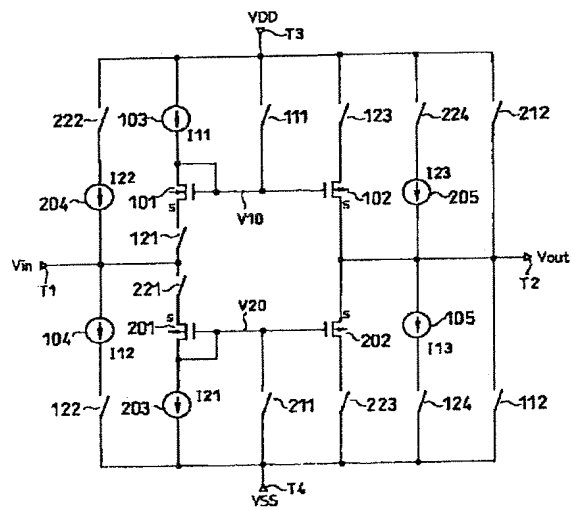 VDD
T3
222
103
I11
111
123
224
212
I22
204
101
S
V10
S
102
I23
205
121
Vin
T1
Vout
T2
221
104
I12
201
S
V20
S
202
105
I13
122
203
I21
211
223
124
112
T4
VSS